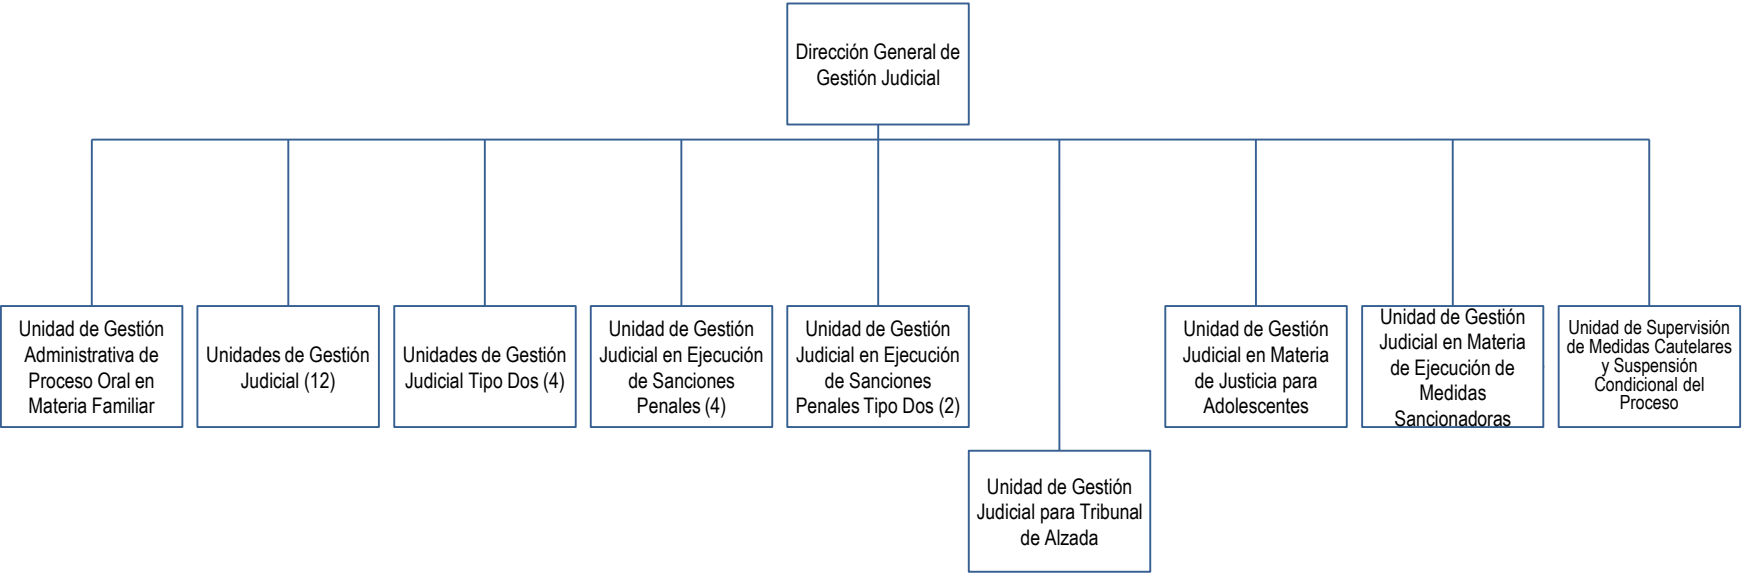 Dirección General de
Gestión Judicial
Unidad de Gestión
Administrativa de
Proceso Oral en
Materia Familiar
Unidades de Gestión
Judicial (12)
Unidades de Gestión
Judicial Tipo Dos (4)
Unidad de Gestión
Judicial en Ejecución
de Sanciones
Penales (4)
Unidad de Gestión
Judicial en Ejecución
de Sanciones
Penales Tipo Dos (2)
Unidad de Gestión
Judicial para Tribunal
de Alzada
Unidad de Gestión
Judicial en Materia
de Justicia para
Adolescentes
Unidad de Gestión
Judicial en Materia
de Ejecución de
Medidas
Sancionadoras
Unidad de Supervisión
de Medidas Cautelares
y Suspensión
Condicional del
Proceso